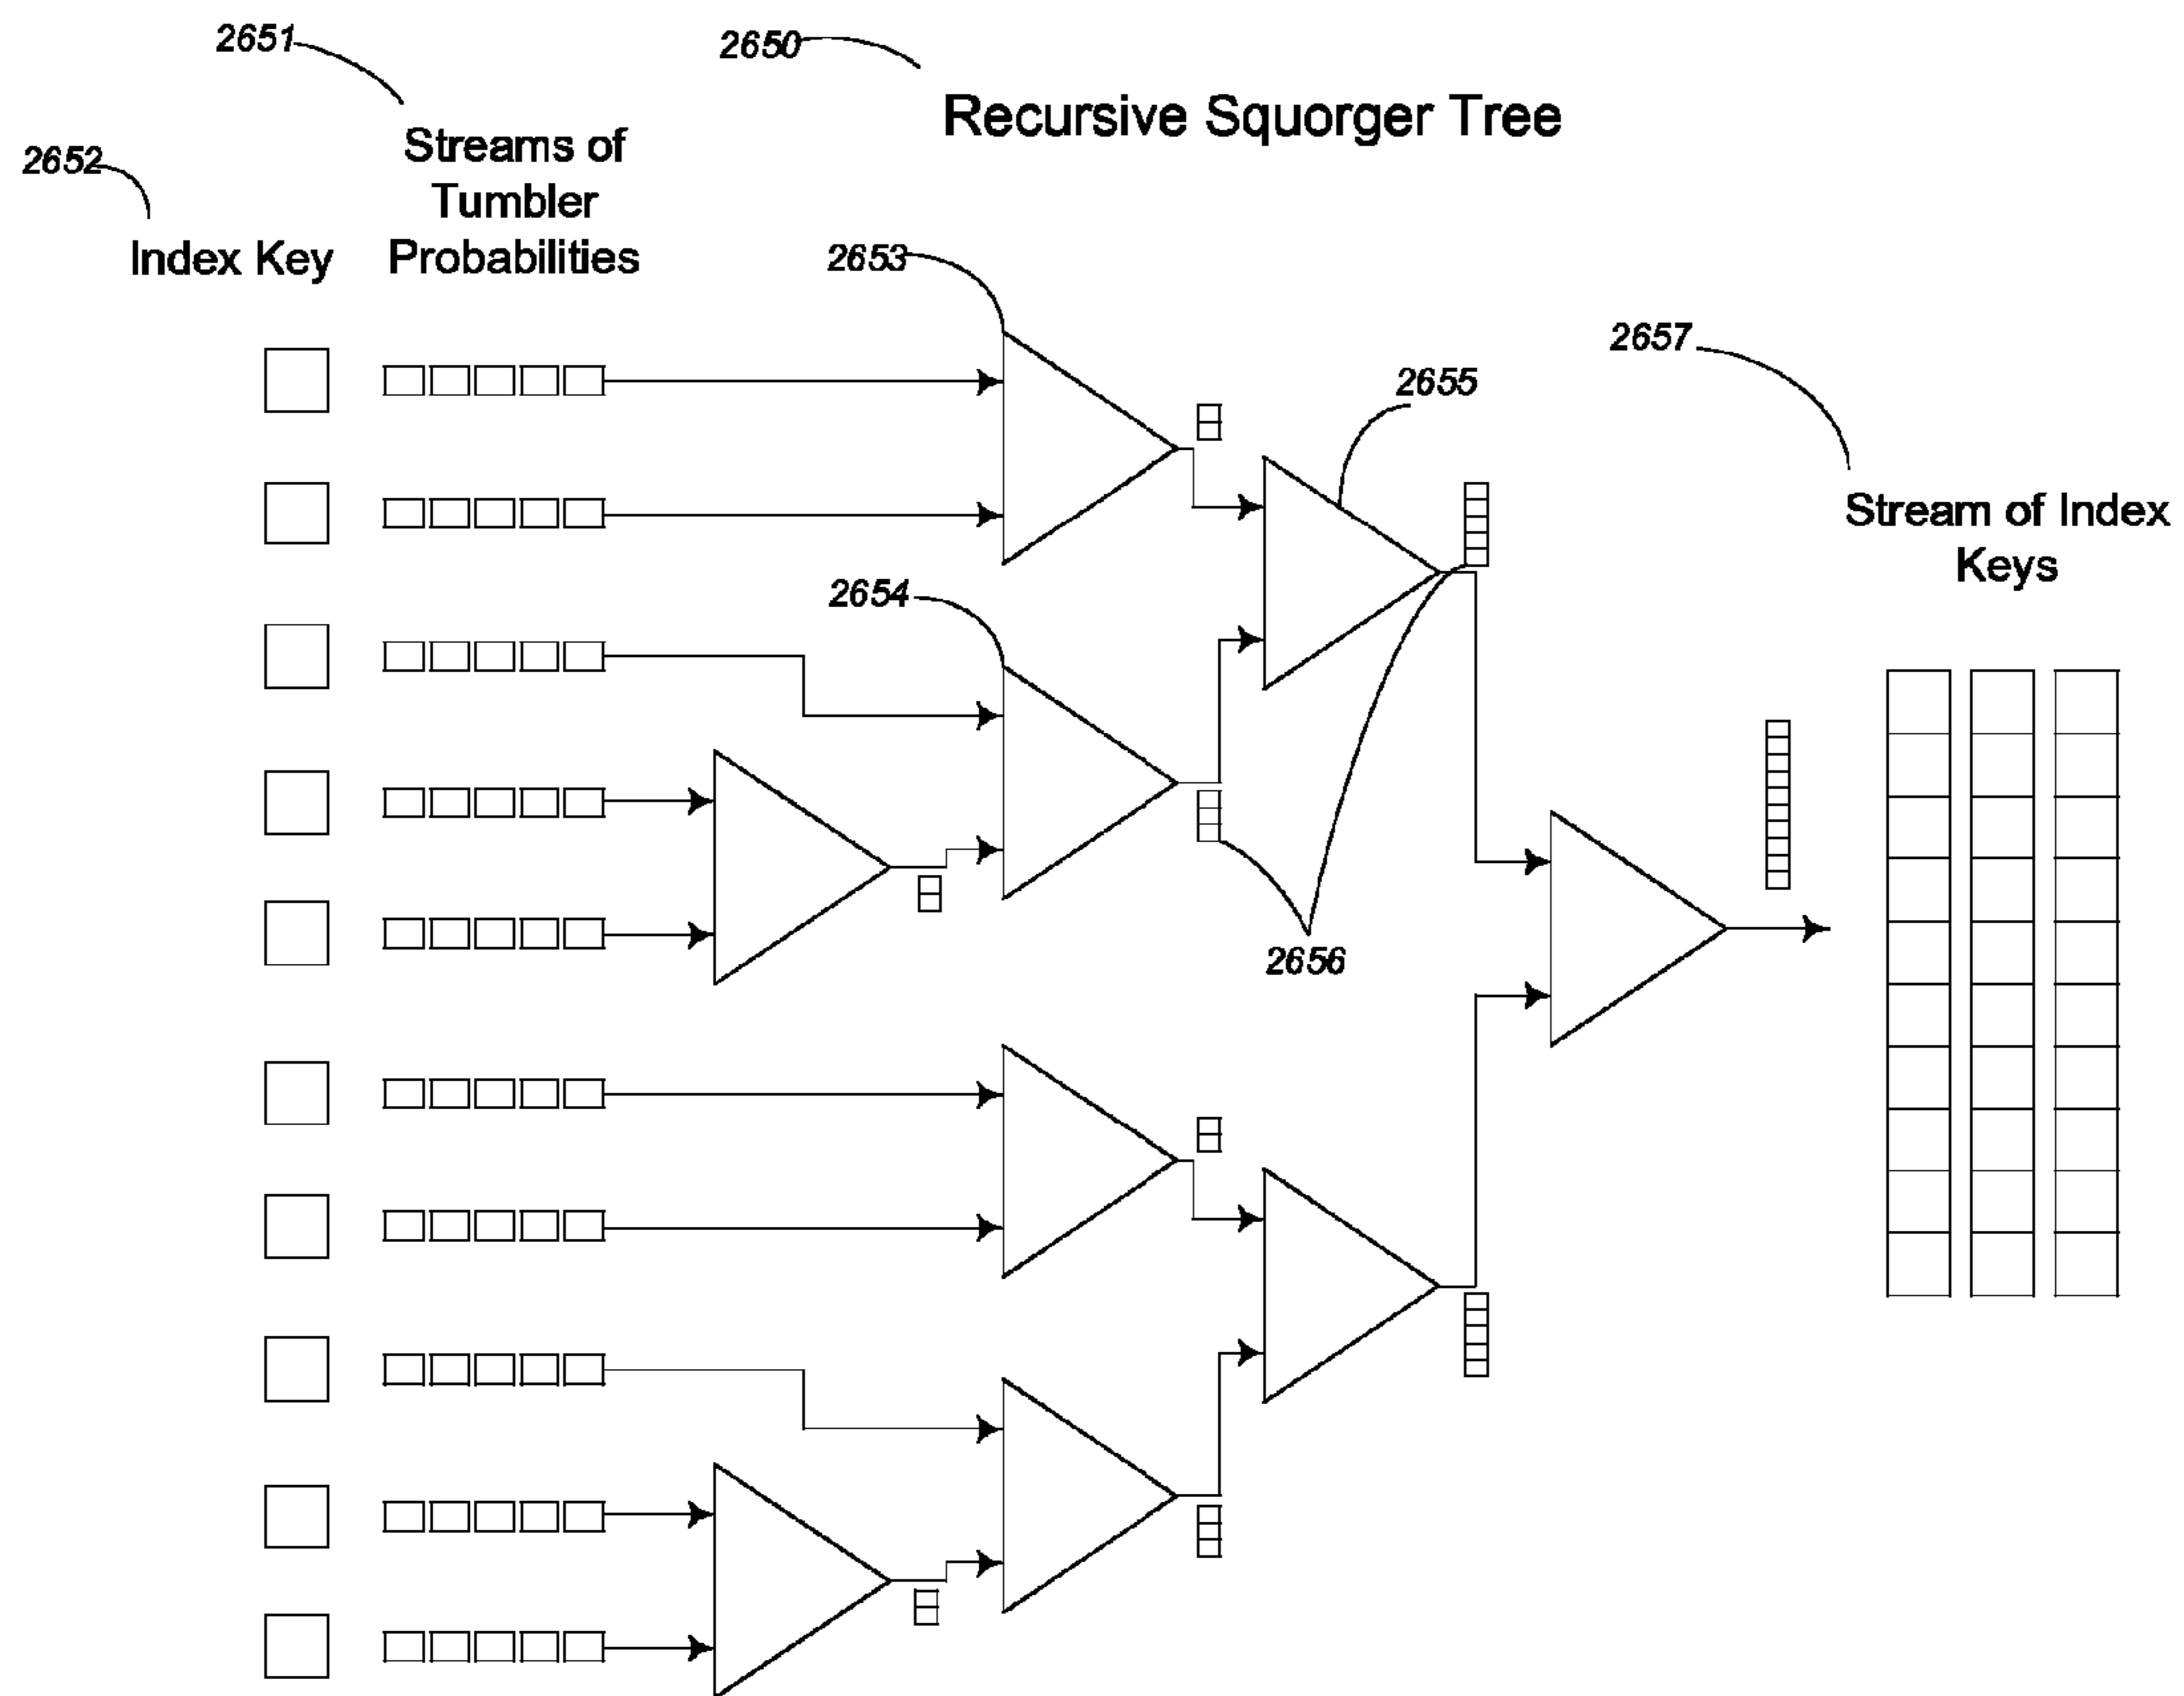 2651
2650
Recursive Squorger Tree
2652
Streams of
Tumbler
Probabilities
Index Key
2653
2657
2655
Stream of Index
Keys
2654
2656